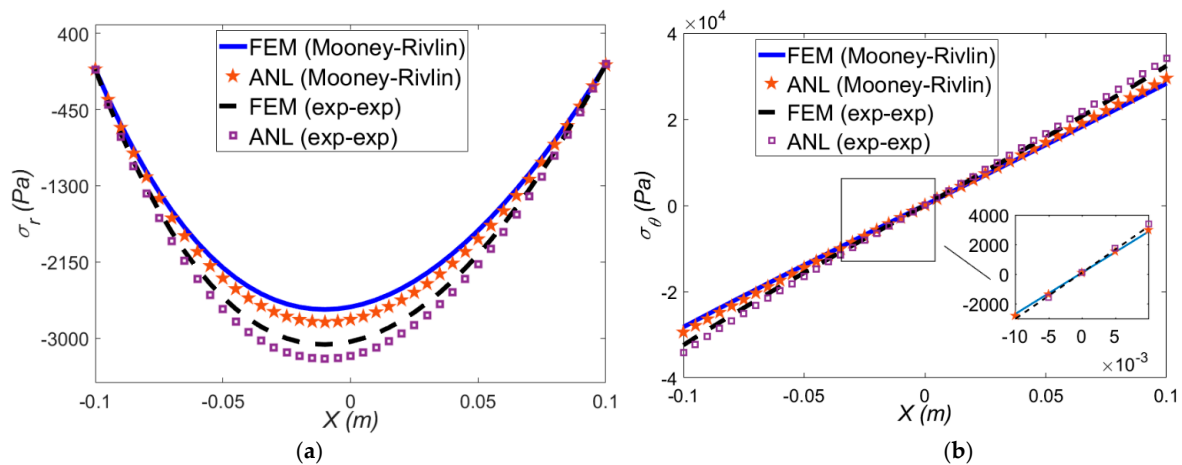 400
-450
-1300
-2150
-3000
σr (Pa)
FEM (Mooney-Rivlin)
ANL (Mooney-Rivlin)
FEM (exp-exp)
ANL (exp-exp)
-0.1
-0.05
0
0.05
0.1
X (m)
(a)
×10⁴
4
2
0
-2
-4
σθ (Pa)
FEM (Mooney-Rivlin)
ANL (Mooney-Rivlin)
FEM (exp-exp)
ANL (exp-exp)
4000
2000
0
-2000
-10
-5
0
5
×10⁻³
-0.1
-0.05
0
0.05
0.1
X (m)
(b)